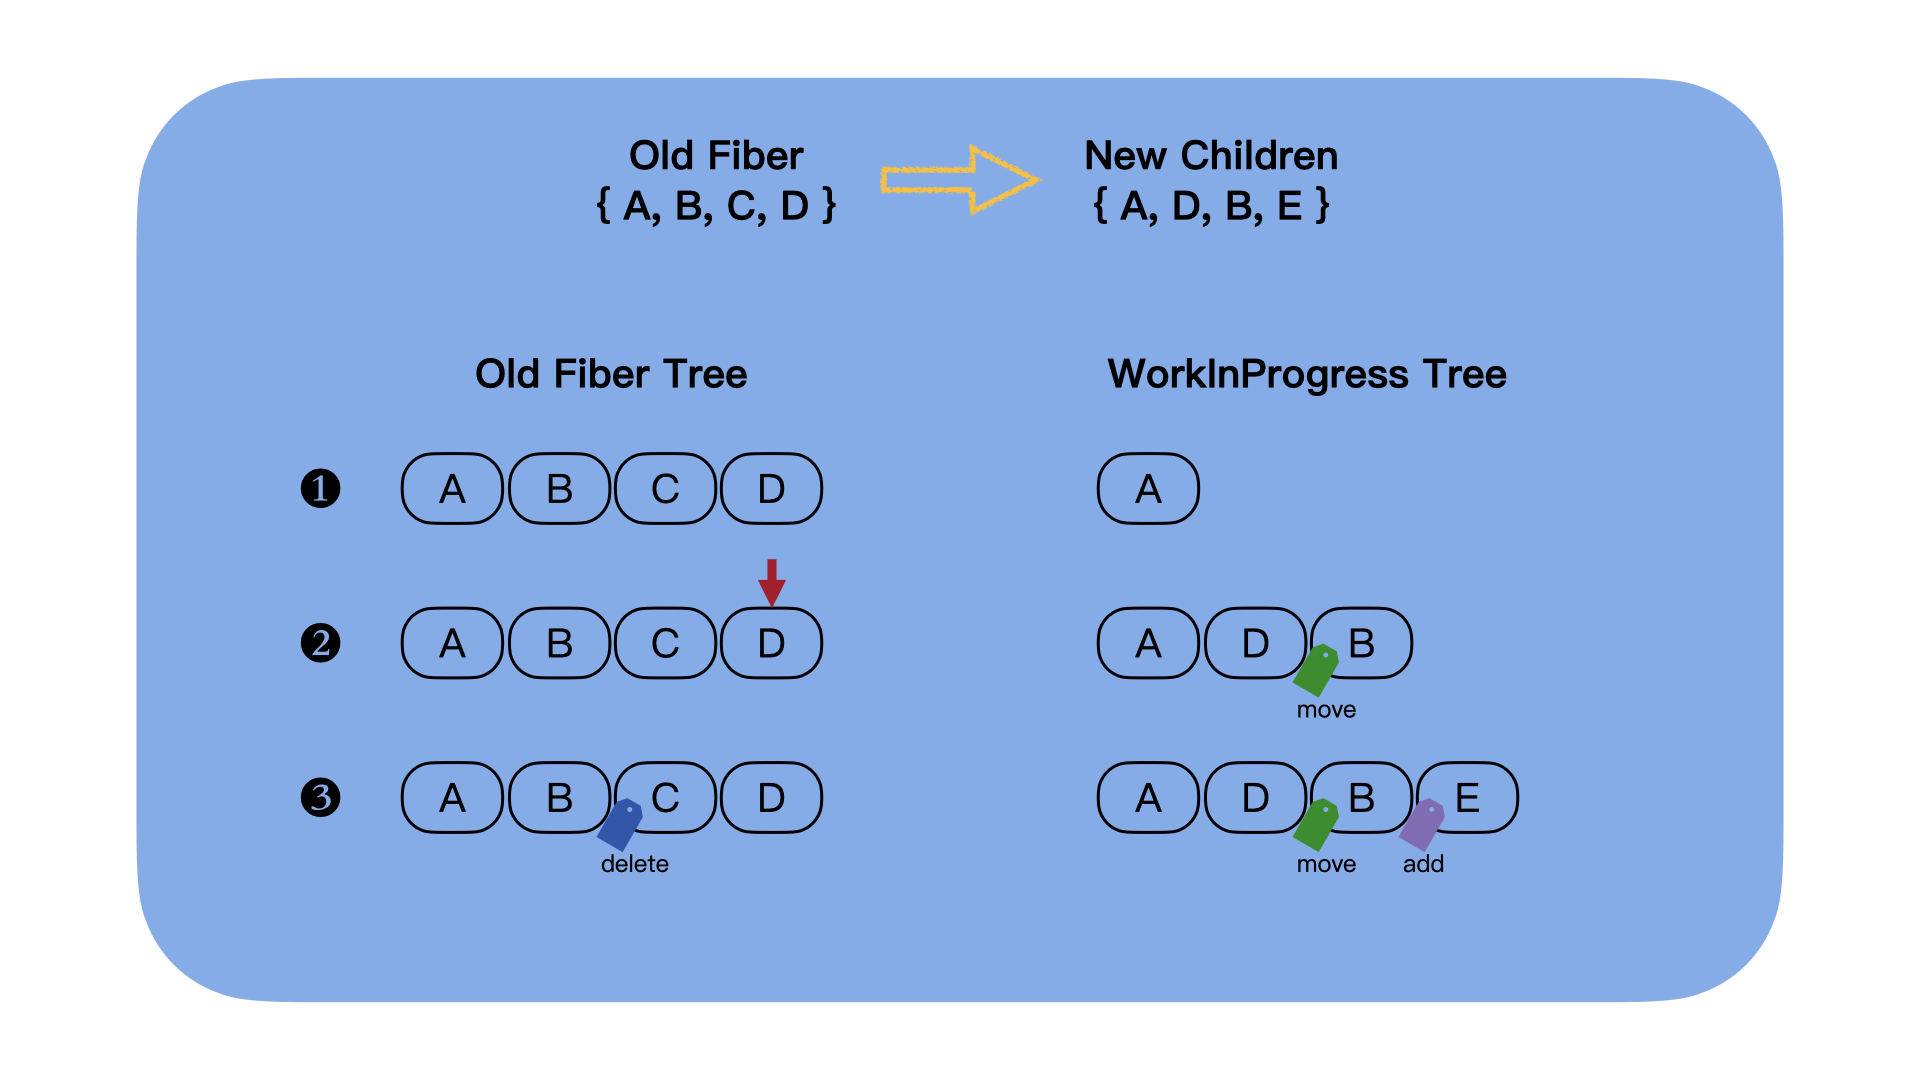 Old Fiber
{ A, B, C, D }
New Children
{ A, D, B, E }
Old Fiber Tree
WorkInProgress Tree
❶ A B C D A
❷ A B C D A D B
move
❸ A B C D A D B E
delete move add